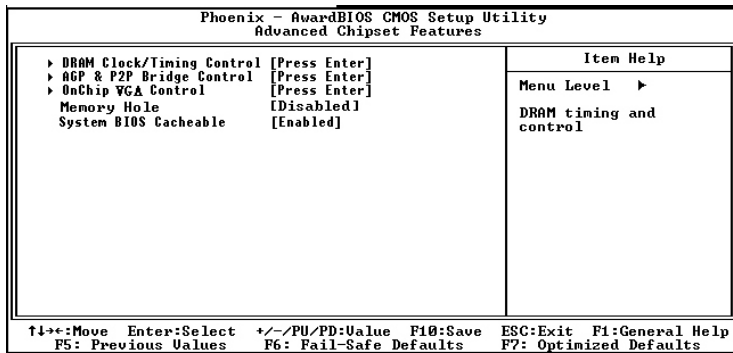 Phoenix - AwardBIOS CMOS Setup Utility
Advanced Chipset Features
▸ DRAM Clock/Timing Control [Press Enter]
▸ AGP & P2P Bridge Control [Press Enter]
▸ OnChip VGA Control [Press Enter]
Memory Hole [Disabled]
System BIOS Cacheable [Enabled]
Item Help
Menu Level ▸
DRAM timing and
control
↑↓→←:Move Enter:Select +/-/PU/PD:Value F10:Save ESC:Exit F1:General Help
F5: Previous Values F6: Fail-Safe Defaults F7: Optimized Defaults